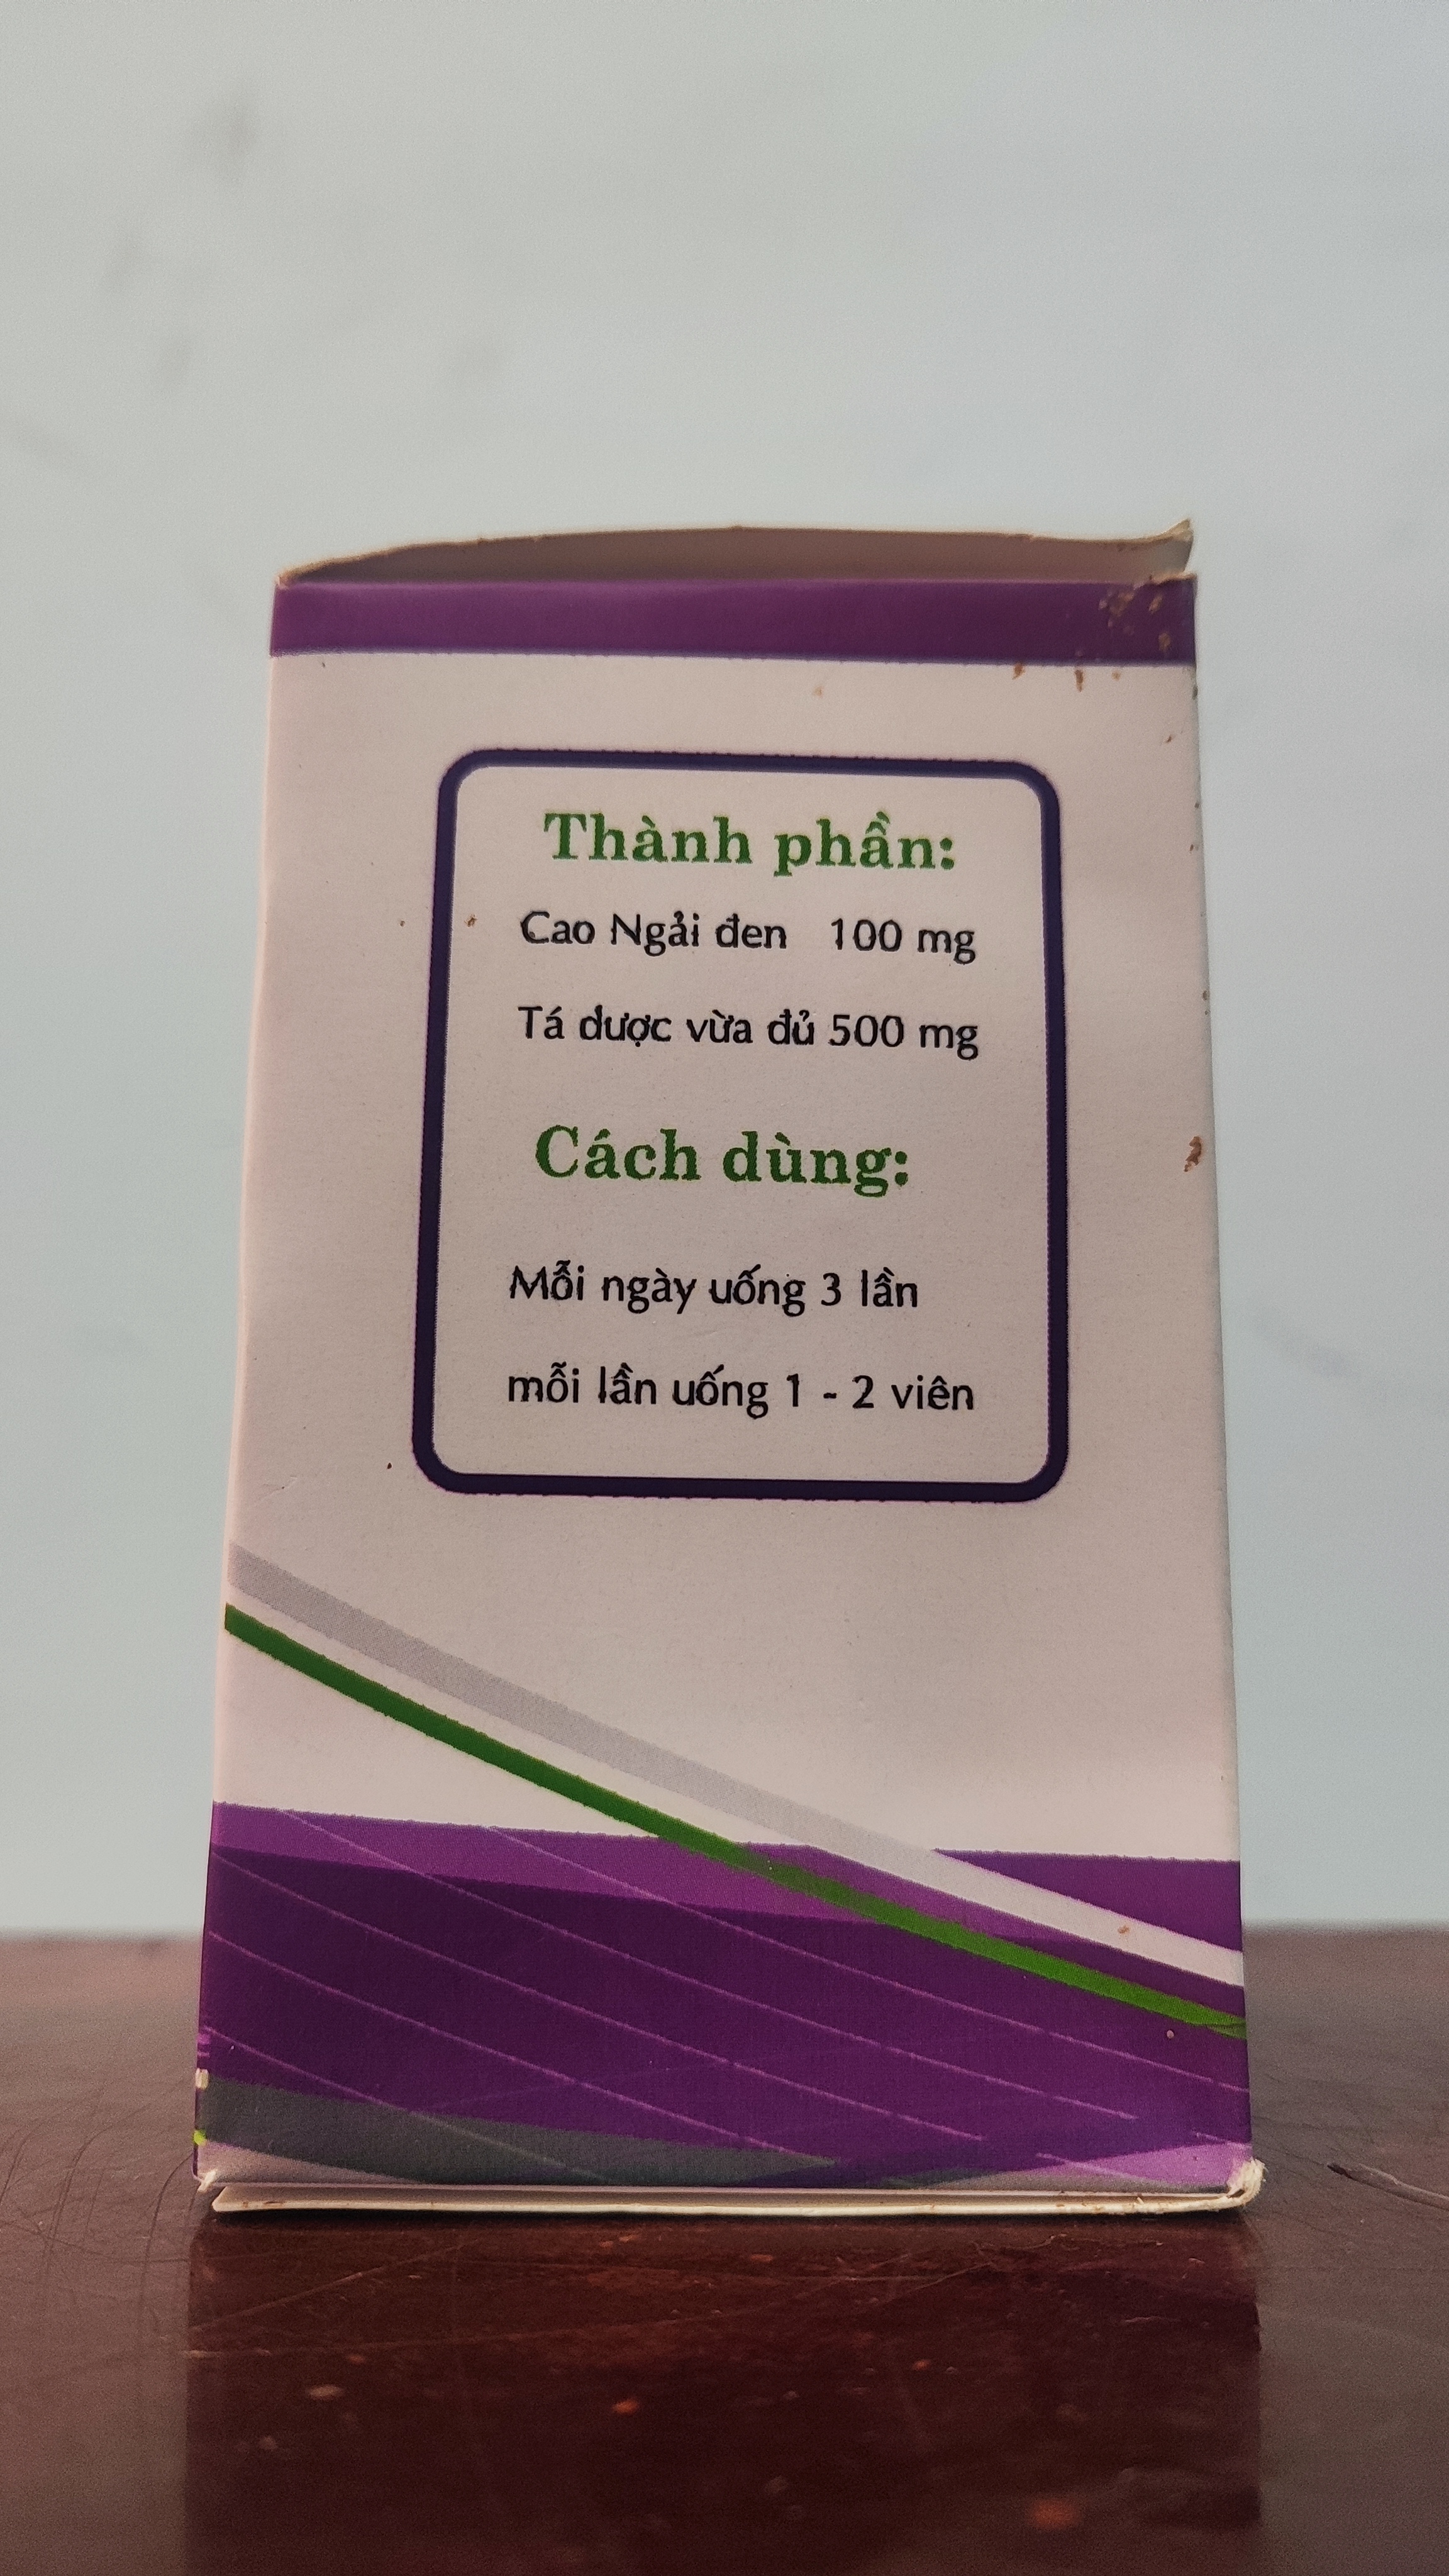 Thành phần:
Cao Ngải đen 100 mg
Tá dược vừa đủ 500 mg
Cách dùng:
Mỗi ngày uống 3 lần
mỗi lần uống 1 - 2 viên